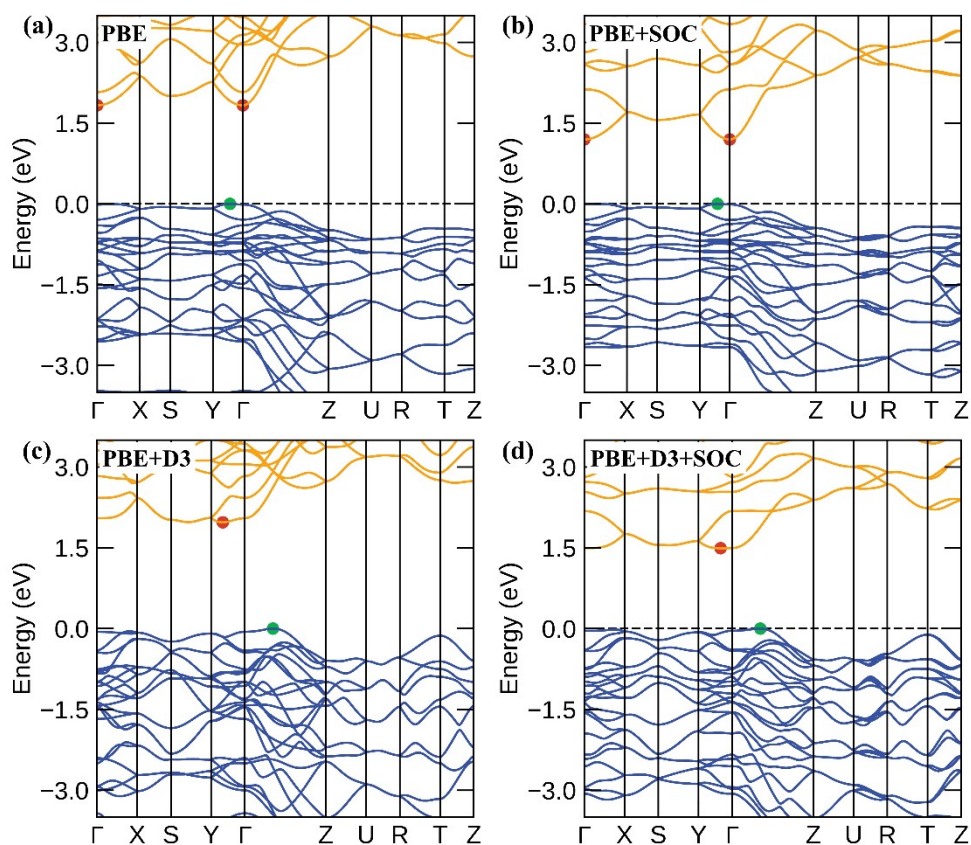 (a) PBE
(b) PBE+SOC
Energy (eV)
3.0
1.5
0.0
−1.5
−3.0
Γ X S Y Γ Z U R T Z
Energy (eV)
3.0
1.5
0.0
−1.5
−3.0
Γ X S Y Γ Z U R T Z
(c) PBE+D3
(d) PBE+D3+SOC
Energy (eV)
3.0
1.5
0.0
−1.5
−3.0
Γ X S Y Γ Z U R T Z
Energy (eV)
3.0
1.5
0.0
−1.5
−3.0
Γ X S Y Γ Z U R T Z